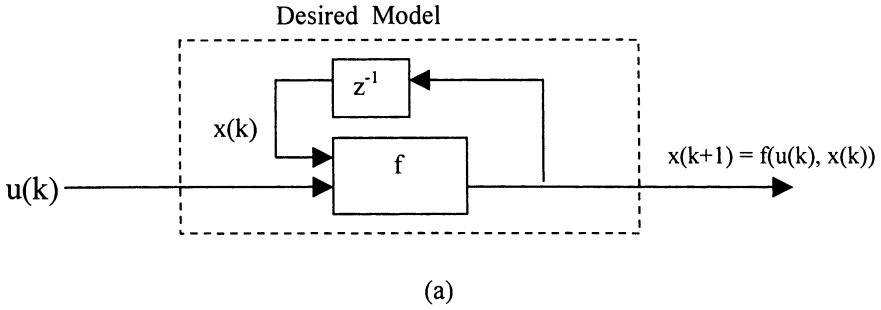 Desired Model
z-1
x(k)
f
x(k+1) = f(u(k), x(k))
u(k)
(a)